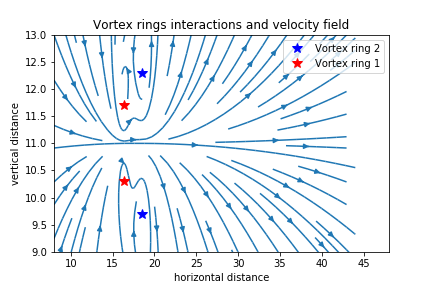 Vortex rings interactions and velocity field
Vortex ring 2
Vortex ring 1
vertical distance
13.0
12.5
12.0
11.5
11.0
10.5
10.0
9.5
9.0
10 15 20 25 30 35 40 45
horizontal distance